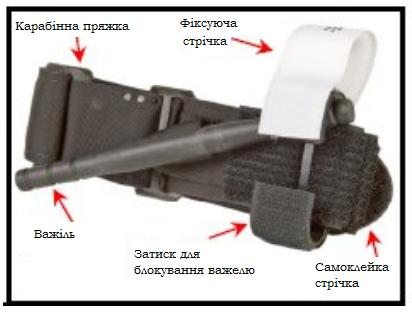 Карабінна пряжка
Фіксуюча
стрічка
Важіль
Затиск для
блокування важелю
Самоклейка
стрічка